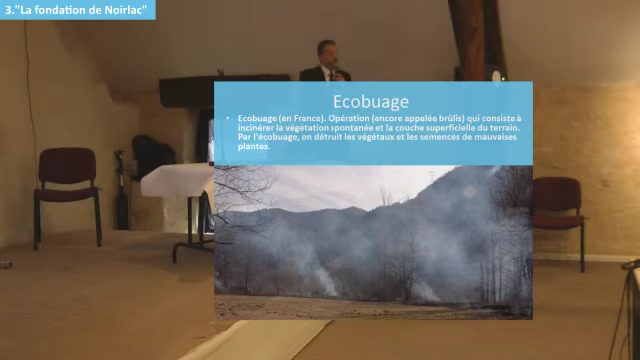 3."La fondation de Noirlac"
Ecobuage
• Ecobuage (en France). Opération (encore appelée brûlis) qui consiste à
incinérer la végétation spontanée et la couche superficielle du terrain.
Par l'écobuage, on détruit les végétaux et les semences de mauvaises
plantes.